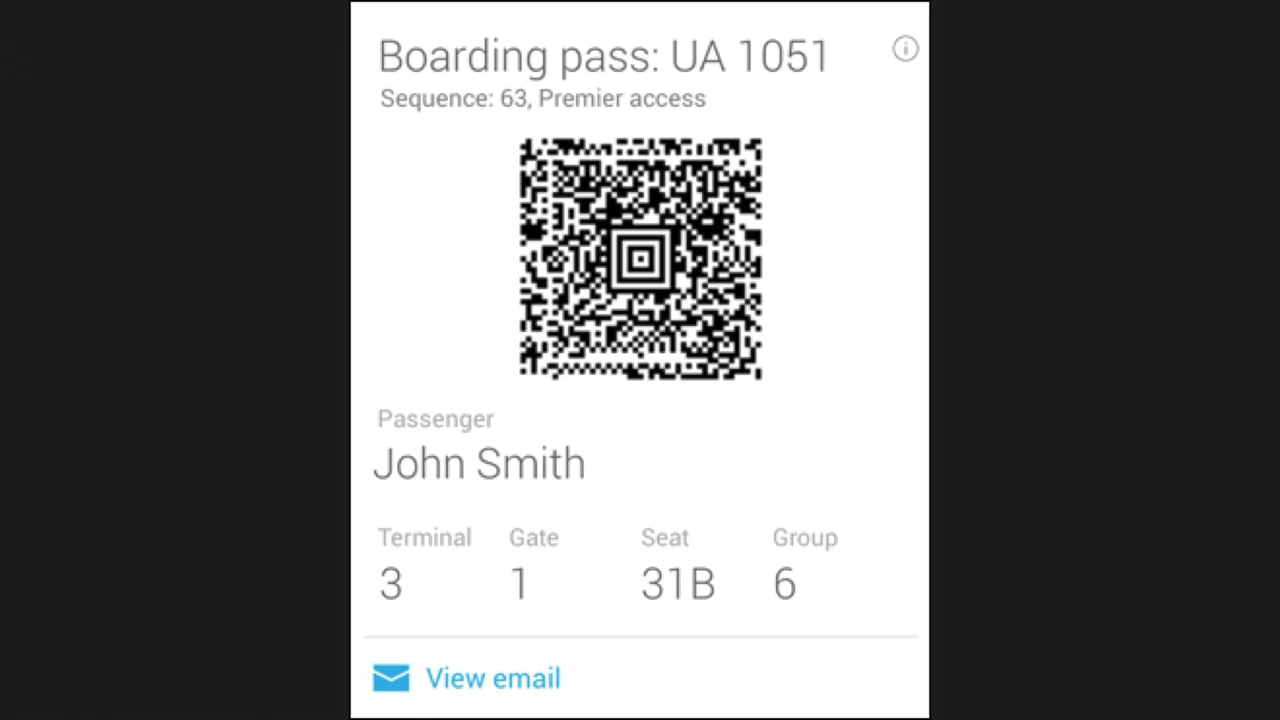 Boarding pass: UA 1051
Sequence: 63, Premier access
Passenger
John Smith
Terminal Gate Seat Group
3 1 31B 6
View email